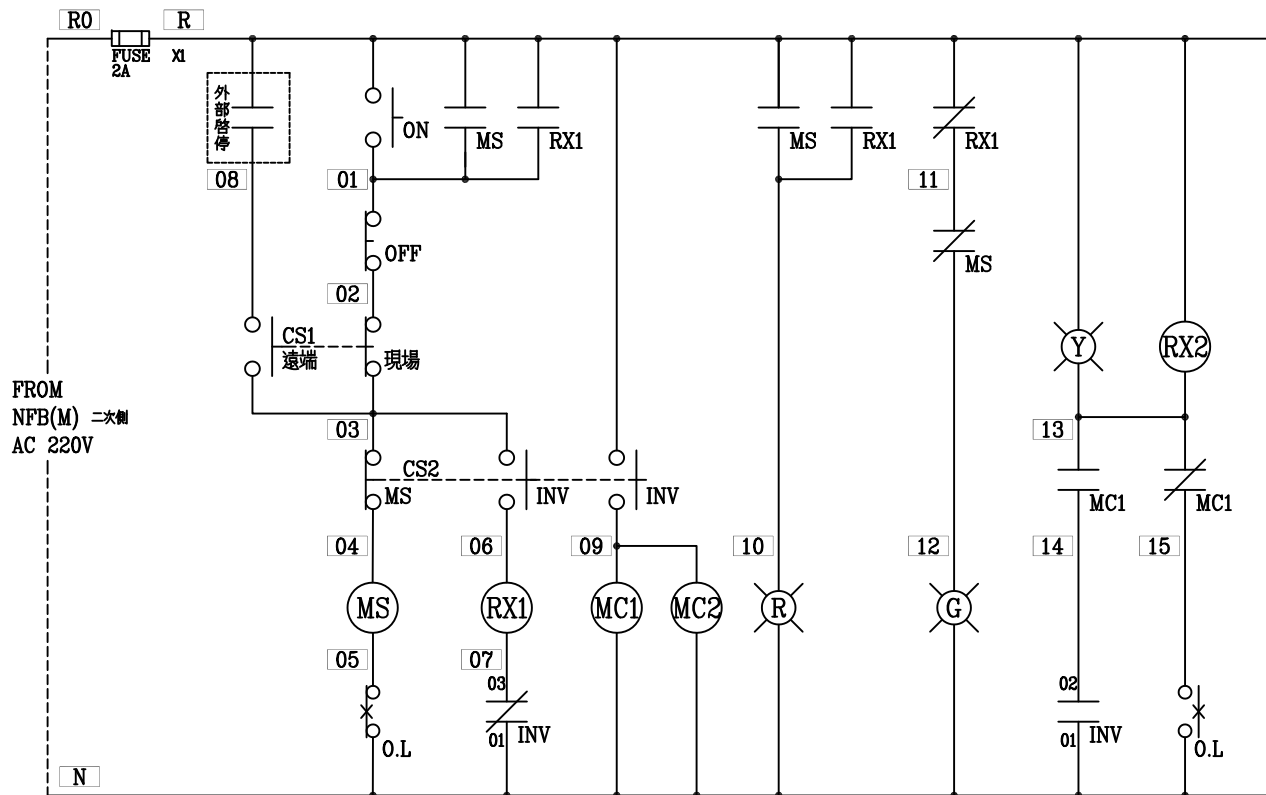 R0
R
FUSE
2A
X1
外部啓停
ON
MS
RX1
MS
RX1
RX1
08
01
11
OFF
MS
02
CS1
遠端
現場
Y
RX2
FROM
NFB(M) 二次側
AC 220V
03
13
CS2
MS
INV
INV
MC1
MC1
04
06
09
10
12
14
15
MS
RX1
MC1
MC2
R
G
05
07
03
02
01
INV
01
INV
O.L
O.L
N